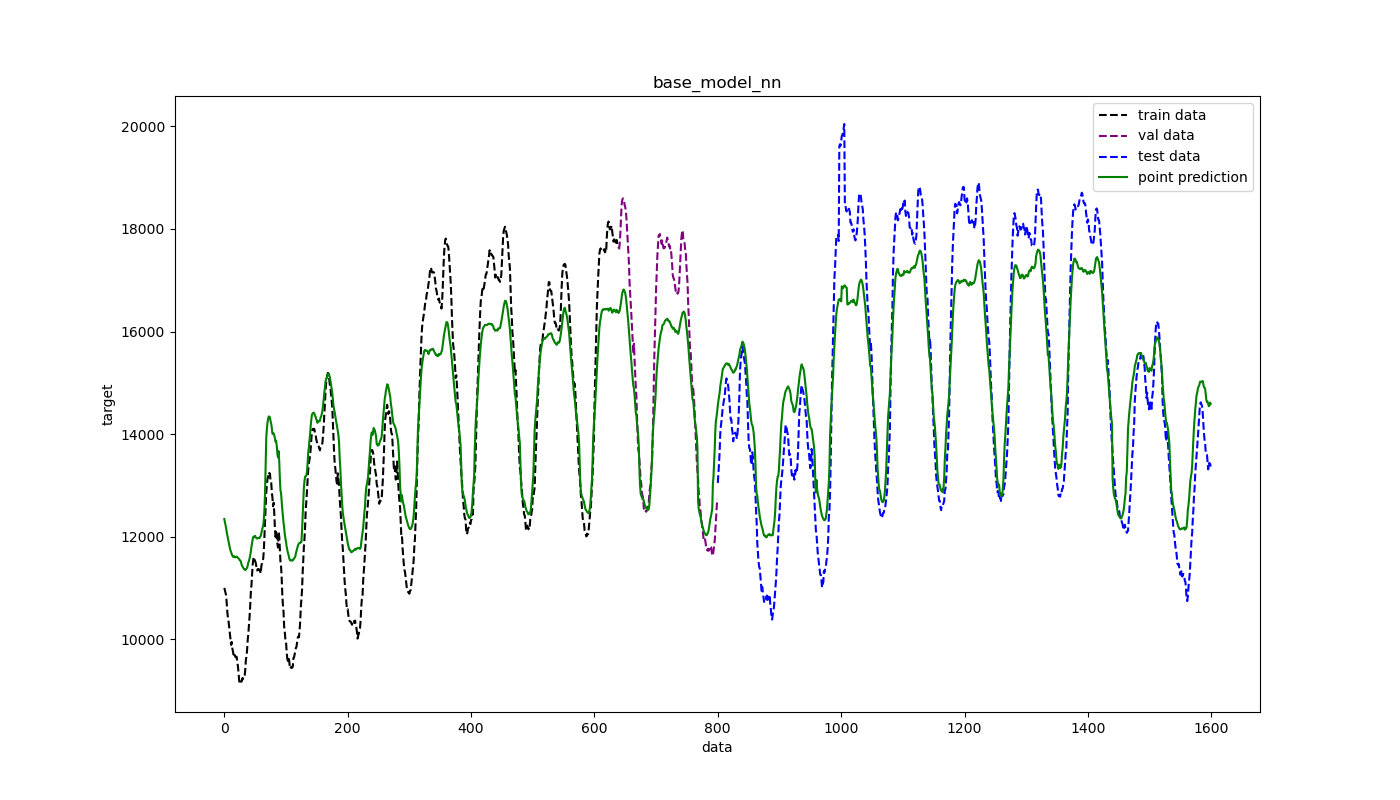 base_model_nn
train data
val data
test data
point prediction
20000
18000
16000
14000
12000
10000
target
0 200 400 600 800 1000 1200 1400 1600
data